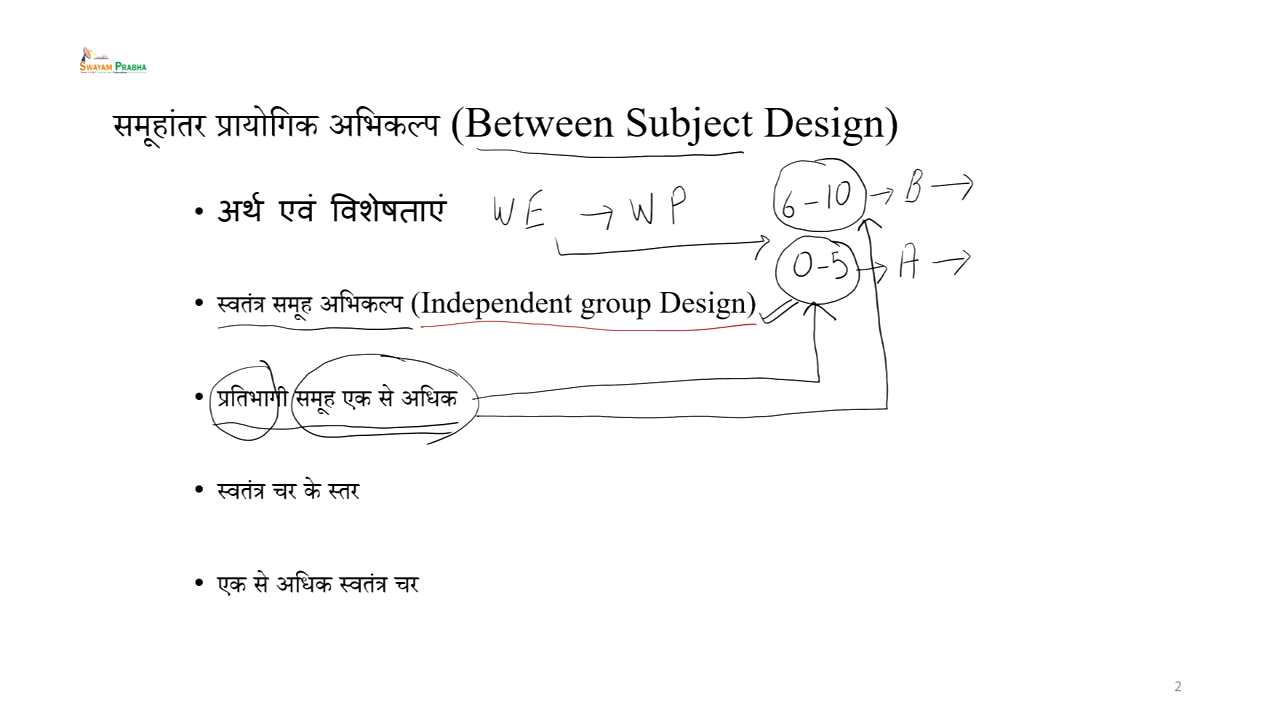 SWAYAM PRABHA
समूहांतर प्रायोगिक अभिकल्प (Between Subject Design)
• अर्थ एवं विशेषताएं WE → WP
6-10 → B →
0-5 → A →
• स्वतंत्र समूह अभिकल्प (Independent group Design)
• प्रतिभागी समूह एक से अधिक
• स्वतंत्र चर के स्तर
• एक से अधिक स्वतंत्र चर
2